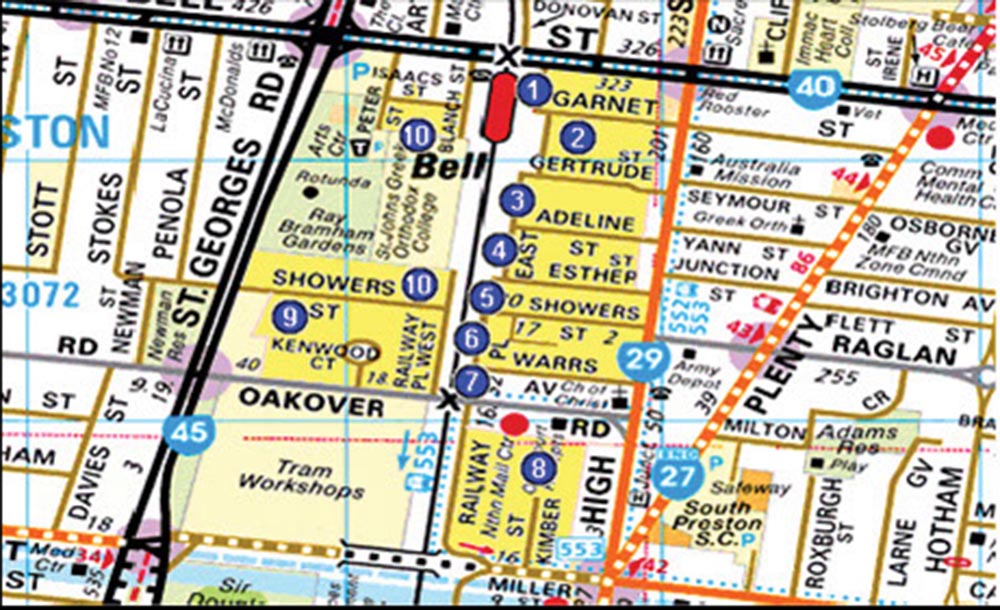 BELL
426
DONOVAN ST
ST
326
323
40
Stolberg Beer
Cafe
45
IRENE
ST
Immac
Heart
Coll
CLIF
Sacre
223
ST
MFB No 12
ST
LaCucina
ST
McDonalds
RD
STON
STOTT
STOKES
PENOLA
GEORGES
ST.
P ISAACS
ST
PETER
ST
BLANCH
ST
Arts
Ctr
P
10
Bell
Rotunda
Ray
Bramham
Gardens
St. Johns Greek
Orthodox
College
1
GARNET
ST
2
GERTRUDE
ST
201
160
3
ADELINE
ST
4
EAST
ESTHER
ST
5
SHOWERS
ST
17
2
6
PL
WARRS
AV
7
Red
Rooster
Vet
Med
Ctr
Australia
Mission
44
Comm
Mental
Health C
SEYMOUR
ST
Greek Orth
180
OSBORNE
GV
MFB Nthn
Zone Cmnd
YANN
ST
JUNCTION
ST
86
BRIGHTON AV
552
553
43
FLETT
ST
RAGLAN
255
PLENTY
29
Army
Depot
39
50
3072
NEWMAN
ST
Newman
Res
SHOWERS
10
ST
9
KENWOOD
CT
18
RAILWAY
PL WEST
RD
40
9
19
OAKOVER
RD
Ch of
Christ
ST
45
HAM
DAVIES
ST
3
18
Tram
Workshops
553
RAILWAY
Nthn Mail Ctr
ST
8
KIMBER
HIGH
16
553
END
27
P
Safeway
South
Preston
S.C.
P
MILTON
CR
Adams
Res
Play
ROXBURGH
ST
LARNE
GV
HOTHAM
Med
Ctr
34
ST
535
Sir
MILLER
42